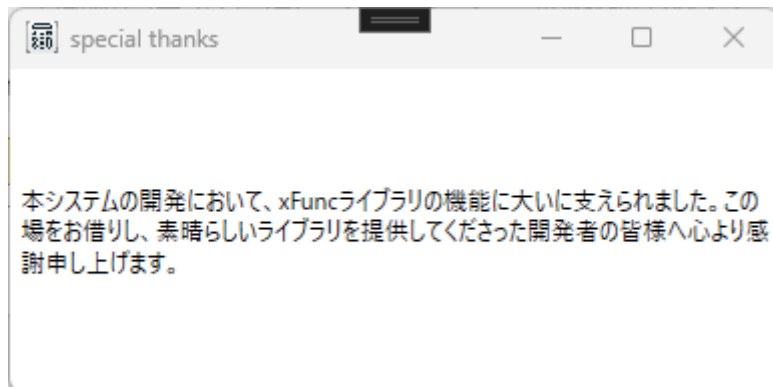 special thanks
本システムの開発において、xFuncライブラリの機能に大いに支えられました。この
場をお借りし、素晴らしいライブラリを提供してくださった開発者の皆様へ心より感
謝申し上げます。